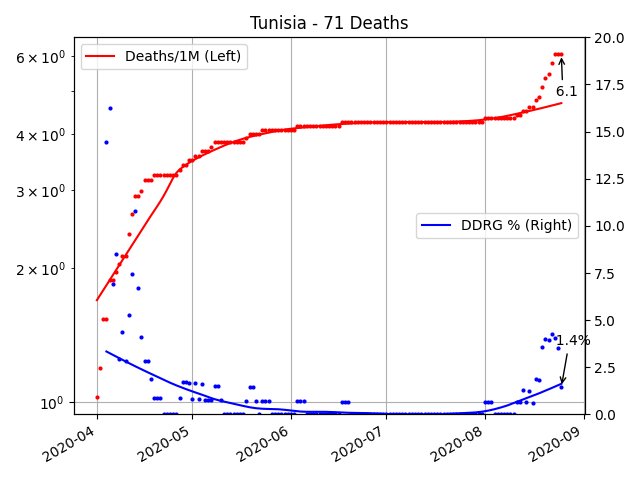 Tunisia - 71 Deaths
Deaths/1M (Left)
DDRG % (Right)
6.1
1.4%
6 × 10⁰
4 × 10⁰
3 × 10⁰
2 × 10⁰
10⁰
20.0
17.5
15.0
12.5
10.0
7.5
5.0
2.5
0.0
2020-04
2020-05
2020-06
2020-07
2020-08
2020-09